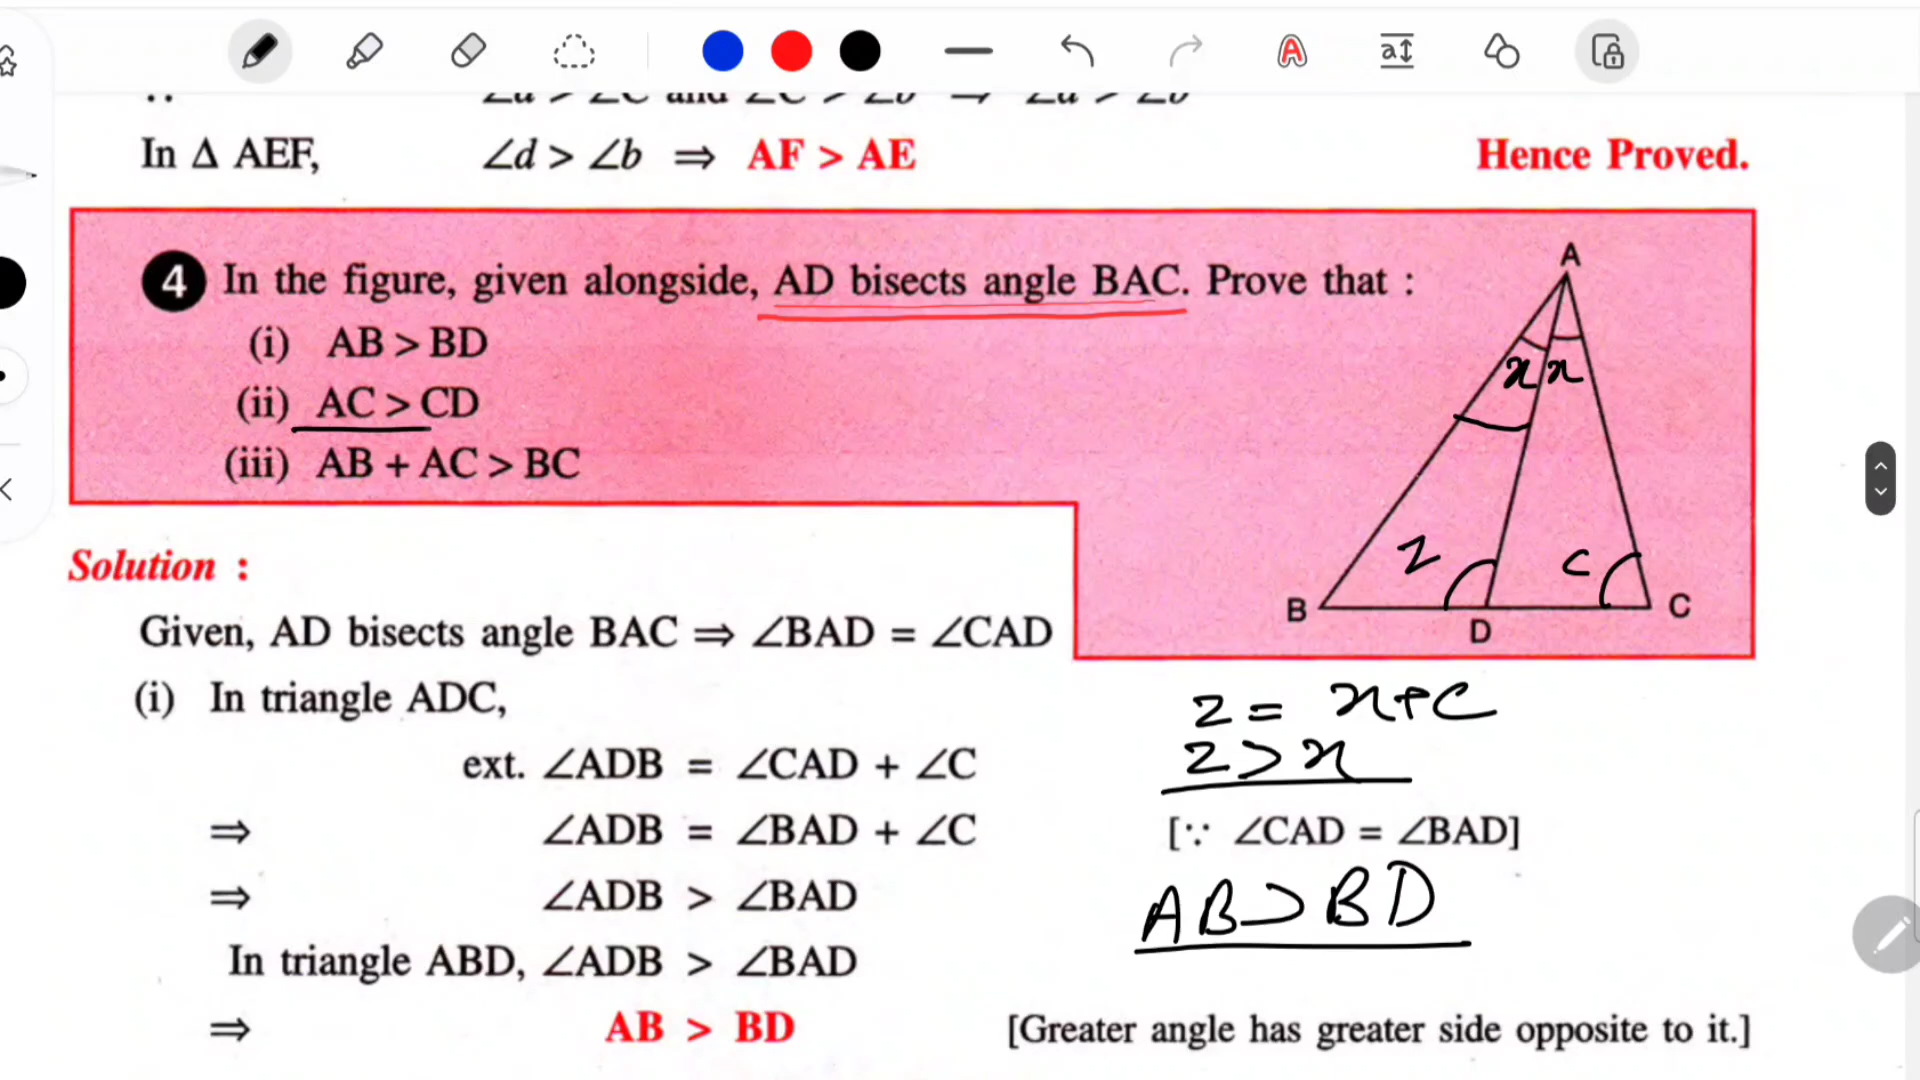 In Δ AEF, ∠d > ∠b ⇒ AF > AE Hence Proved.
4 In the figure, given alongside, AD bisects angle BAC. Prove that :
(i) AB > BD
(ii) AC > CD
(iii) AB + AC > BC
A
x x
z c
B D C
Solution :
Given, AD bisects angle BAC ⇒ ∠BAD = ∠CAD
(i) In triangle ADC,
z = x+c
z > x
ext. ∠ADB = ∠CAD + ∠C
⇒ ∠ADB = ∠BAD + ∠C [∵ ∠CAD = ∠BAD]
⇒ ∠ADB > ∠BAD
AB > BD
In triangle ABD, ∠ADB > ∠BAD
⇒ AB > BD [Greater angle has greater side opposite to it.]